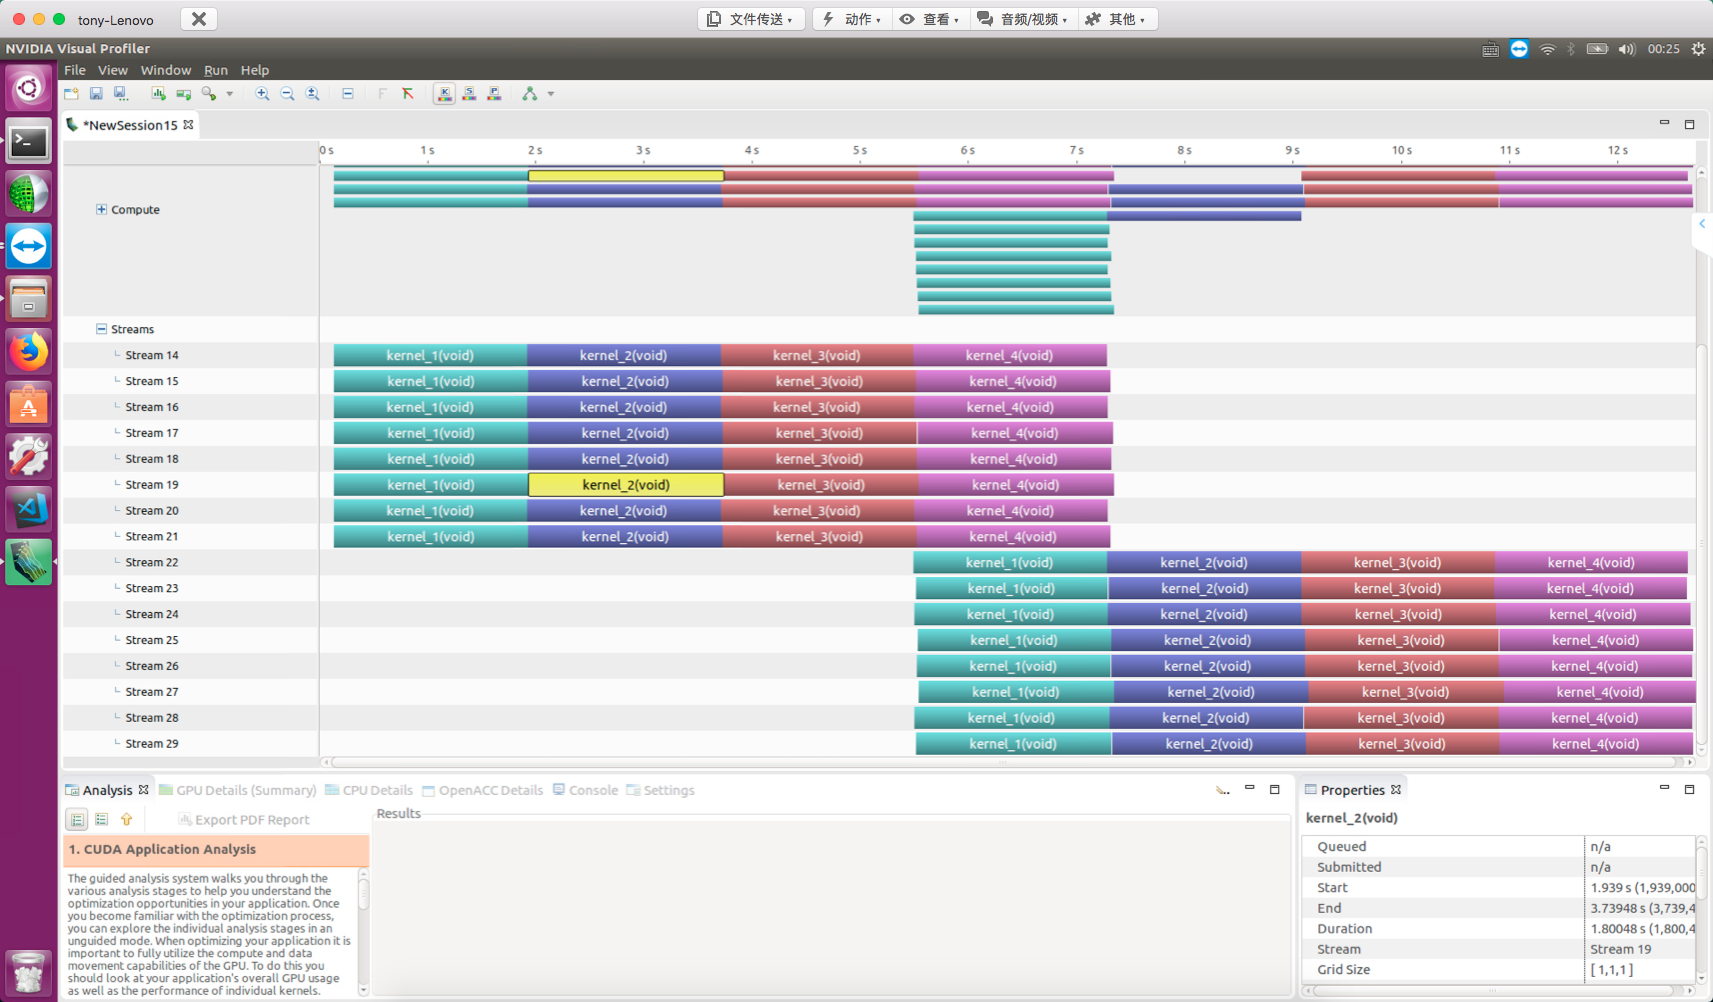 tony-Lenovo
文件传送
动作
查看
音频/视频
其他
NVIDIA Visual Profiler
00:25
File View Window Run Help
*NewSession15
0 s 1 s 2 s 3 s 4 s 5 s 6 s 7 s 8 s 9 s 10 s 11 s 12 s
Compute
Streams
Stream 14 kernel_1(void) kernel_2(void) kernel_3(void) kernel_4(void)
Stream 15 kernel_1(void) kernel_2(void) kernel_3(void) kernel_4(void)
Stream 16 kernel_1(void) kernel_2(void) kernel_3(void) kernel_4(void)
Stream 17 kernel_1(void) kernel_2(void) kernel_3(void) kernel_4(void)
Stream 18 kernel_1(void) kernel_2(void) kernel_3(void) kernel_4(void)
Stream 19 kernel_1(void) kernel_2(void) kernel_3(void) kernel_4(void)
Stream 20 kernel_1(void) kernel_2(void) kernel_3(void) kernel_4(void)
Stream 21 kernel_1(void) kernel_2(void) kernel_3(void) kernel_4(void)
Stream 22 kernel_1(void) kernel_2(void) kernel_3(void) kernel_4(void)
Stream 23 kernel_1(void) kernel_2(void) kernel_3(void) kernel_4(void)
Stream 24 kernel_1(void) kernel_2(void) kernel_3(void) kernel_4(void)
Stream 25 kernel_1(void) kernel_2(void) kernel_3(void) kernel_4(void)
Stream 26 kernel_1(void) kernel_2(void) kernel_3(void) kernel_4(void)
Stream 27 kernel_1(void) kernel_2(void) kernel_3(void) kernel_4(void)
Stream 28 kernel_1(void) kernel_2(void) kernel_3(void) kernel_4(void)
Stream 29 kernel_1(void) kernel_2(void) kernel_3(void) kernel_4(void)
Analysis GPU Details (Summary) CPU Details OpenACC Details Console Settings
Export PDF Report
Results
1. CUDA Application Analysis
The guided analysis system walks you through the
various analysis stages to help you understand the
optimization opportunities in your application. Once
you become familiar with the optimization process,
you can explore the individual analysis stages in an
unguided mode. When optimizing your application it is
important to fully utilize the compute and data
movement capabilities of the GPU. To do this you
should look at your application's overall GPU usage
as well as the performance of individual kernels.
Properties
kernel_2(void)
Queued n/a
Submitted n/a
Start 1.939 s (1,939,000
End 3.73948 s (3,739,4
Duration 1.80048 s (1,800,4
Stream Stream 19
Grid Size [ 1,1,1 ]